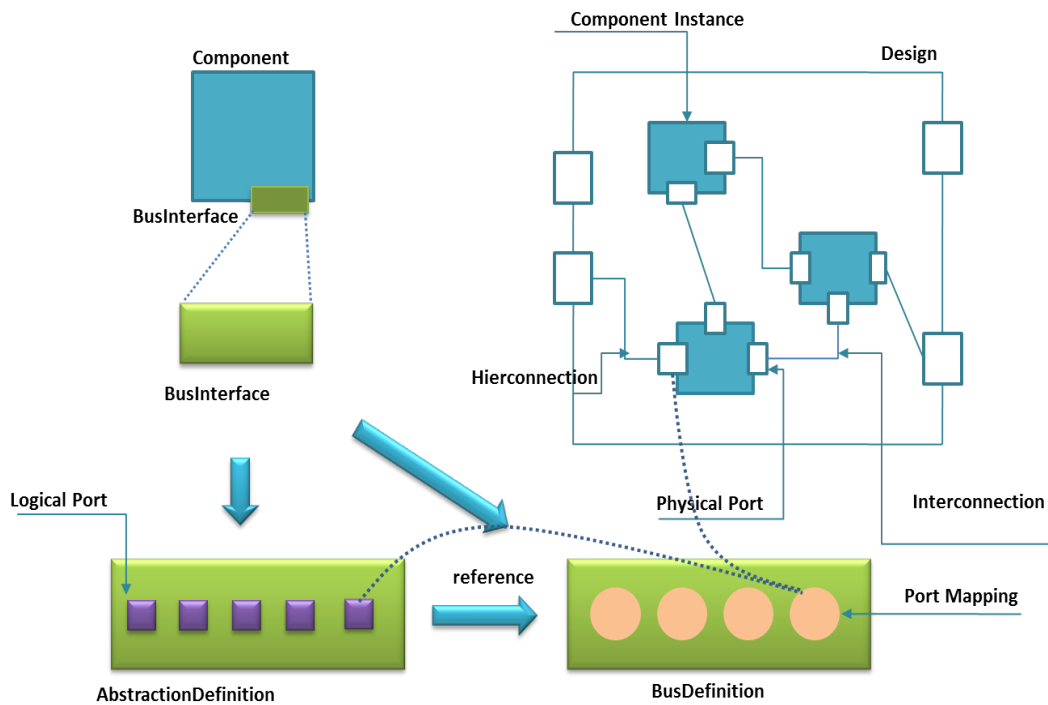 Component Instance
Component
Design
BusInterface
BusInterface
Hierconnection
Logical Port
Physical Port
Interconnection
reference
Port Mapping
AbstractionDefinition
BusDefinition